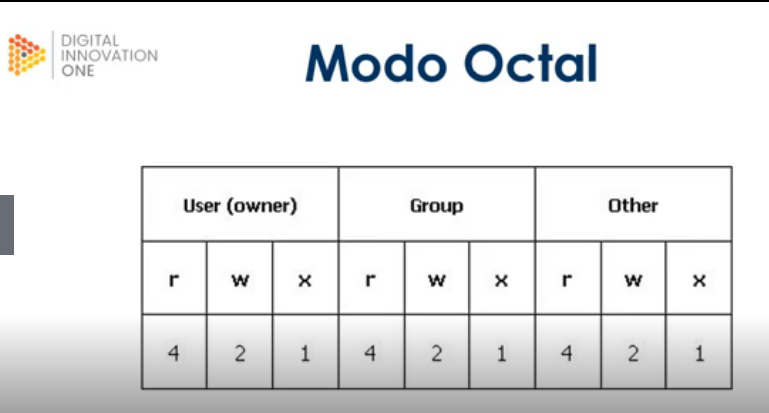 DIGITAL
INNOVATION
ONE
Modo Octal
User (owner) Group Other
r w x r w x r w x
4 2 1 4 2 1 4 2 1